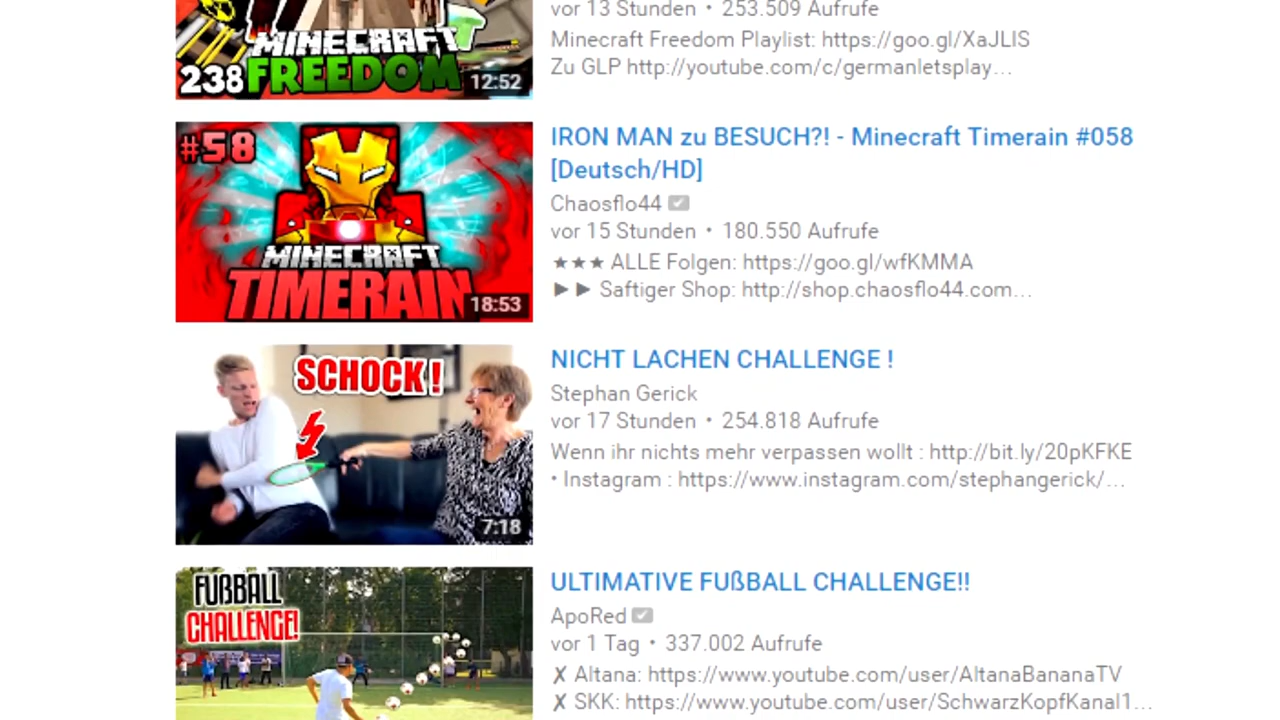 vor 13 Stunden • 253.509 Aufrufe
Minecraft Freedom Playlist: https://goo.gl/XaJLIS
Zu GLP http://youtube.com/c/germanletsplay…
MINECRAFT
238 FREEDOM
12:52
#58
MINECRAFT
TIMERAIN
18:53
IRON MAN zu BESUCH?! - Minecraft Timerain #058
[Deutsch/HD]
Chaosflo44
vor 15 Stunden • 180.550 Aufrufe
★★★ ALLE Folgen: https://goo.gl/wfKMMA
►► Saftiger Shop: http://shop.chaosflo44.com…
SCHOCK!
7:18
NICHT LACHEN CHALLENGE !
Stephan Gerick
vor 17 Stunden • 254.818 Aufrufe
Wenn ihr nichts mehr verpassen wollt : http://bit.ly/20pKFKE
• Instagram : https://www.instagram.com/stephangerick/…
FUßBALL
CHALLENGE!
ULTIMATIVE FUßBALL CHALLENGE!!
ApoRed
vor 1 Tag • 337.002 Aufrufe
✗ Altana: https://www.youtube.com/user/AltanaBananaTV
✗ SKK: https://www.youtube.com/user/SchwarzKopfKanal1…